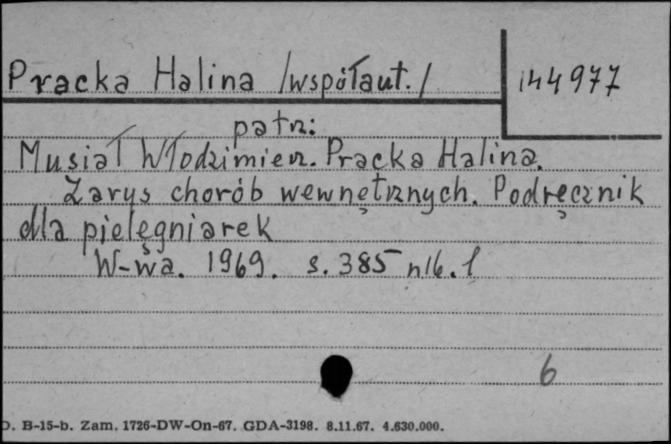 Pracka Halina /współaut./ 144977
patrz:
Musiał Włodzimierz. Pracka Halina.
Zarys chorób wewnętrznych. Podręcznik
dla pielęgniarek
W-wa. 1969. s. 385 nlb. 1
6
D. B-15-b. Zam. 1726-DW-On-67. GDA-3198. 8.11.67. 4.630.000.